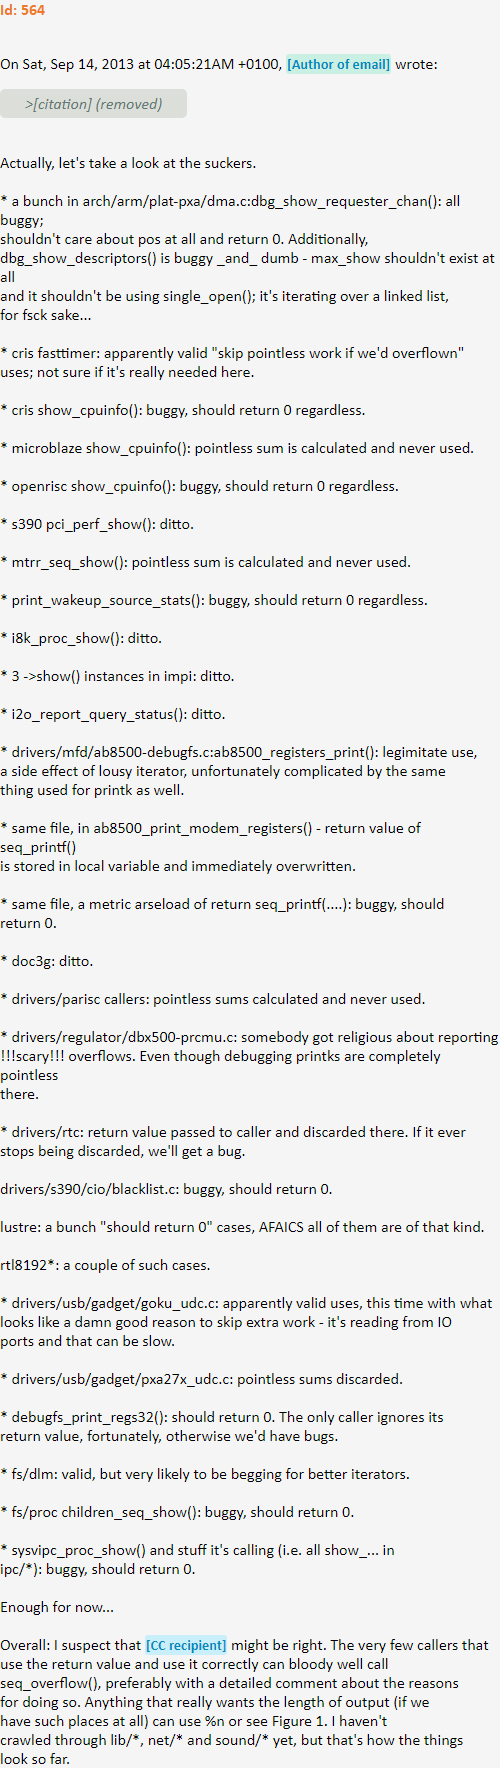 Id: 564
On Sat, Sep 14, 2013 at 04:05:21AM +0100, [Author of email] wrote:
>[citation] (removed)
Actually, let's take a look at the suckers.
* a bunch in arch/arm/plat-pxa/dma.c:dbg_show_requester_chan(): all
buggy;
shouldn't care about pos at all and return 0. Additionally,
dbg_show_descriptors() is buggy _and_ dumb - max_show shouldn't exist at
all
and it shouldn't be using single_open(); it's iterating over a linked list,
for fsck sake...
* cris fasttimer: apparently valid "skip pointless work if we'd overflown"
uses; not sure if it's really needed here.
* cris show_cpuinfo(): buggy, should return 0 regardless.
* microblaze show_cpuinfo(): pointless sum is calculated and never used.
* openrisc show_cpuinfo(): buggy, should return 0 regardless.
* s390 pci_perf_show(): ditto.
* mtrr_seq_show(): pointless sum is calculated and never used.
* print_wakeup_source_stats(): buggy, should return 0 regardless.
* i8k_proc_show(): ditto.
* 3 ->show() instances in impi: ditto.
* i2o_report_query_status(): ditto.
* drivers/mfd/ab8500-debugfs.c:ab8500_registers_print(): legimitate use,
a side effect of lousy iterator, unfortunately complicated by the same
thing used for printk as well.
* same file, in ab8500_print_modem_registers() - return value of
seq_printf()
is stored in local variable and immediately overwritten.
* same file, a metric arseload of return seq_printf(....): buggy, should
return 0.
* doc3g: ditto.
* drivers/parisc callers: pointless sums calculated and never used.
* drivers/regulator/dbx500-prcmu.c: somebody got religious about reporting
!!!scary!!! overflows. Even though debugging printks are completely
pointless
there.
* drivers/rtc: return value passed to caller and discarded there. If it ever
stops being discarded, we'll get a bug.
drivers/s390/cio/blacklist.c: buggy, should return 0.
lustre: a bunch "should return 0" cases, AFAICS all of them are of that kind.
rtl8192*: a couple of such cases.
* drivers/usb/gadget/goku_udc.c: apparently valid uses, this time with what
looks like a damn good reason to skip extra work - it's reading from IO
ports and that can be slow.
* drivers/usb/gadget/pxa27x_udc.c: pointless sums discarded.
* debugfs_print_regs32(): should return 0. The only caller ignores its
return value, fortunately, otherwise we'd have bugs.
* fs/dlm: valid, but very likely to be begging for better iterators.
* fs/proc children_seq_show(): buggy, should return 0.
* sysvipc_proc_show() and stuff it's calling (i.e. all show_... in
ipc/*): buggy, should return 0.
Enough for now...
Overall: I suspect that [CC recipient] might be right. The very few callers that
use the return value and use it correctly can bloody well call
seq_overflow(), preferably with a detailed comment about the reasons
for doing so. Anything that really wants the length of output (if we
have such places at all) can use %n or see Figure 1. I haven't
crawled through lib/*, net/* and sound/* yet, but that's how the things
look so far.